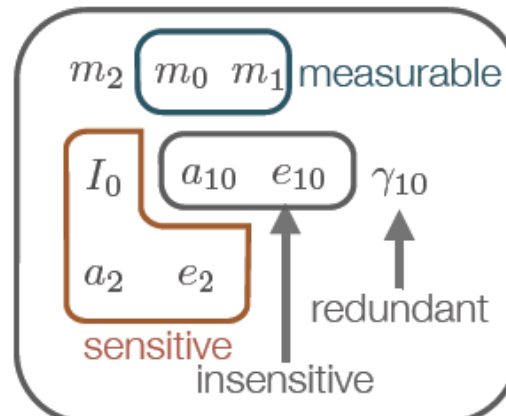 m₂ m₀ m₁ measurable
I₀ a₁₀ e₁₀ γ₁₀
a₂ e₂
redundant
sensitive
insensitive